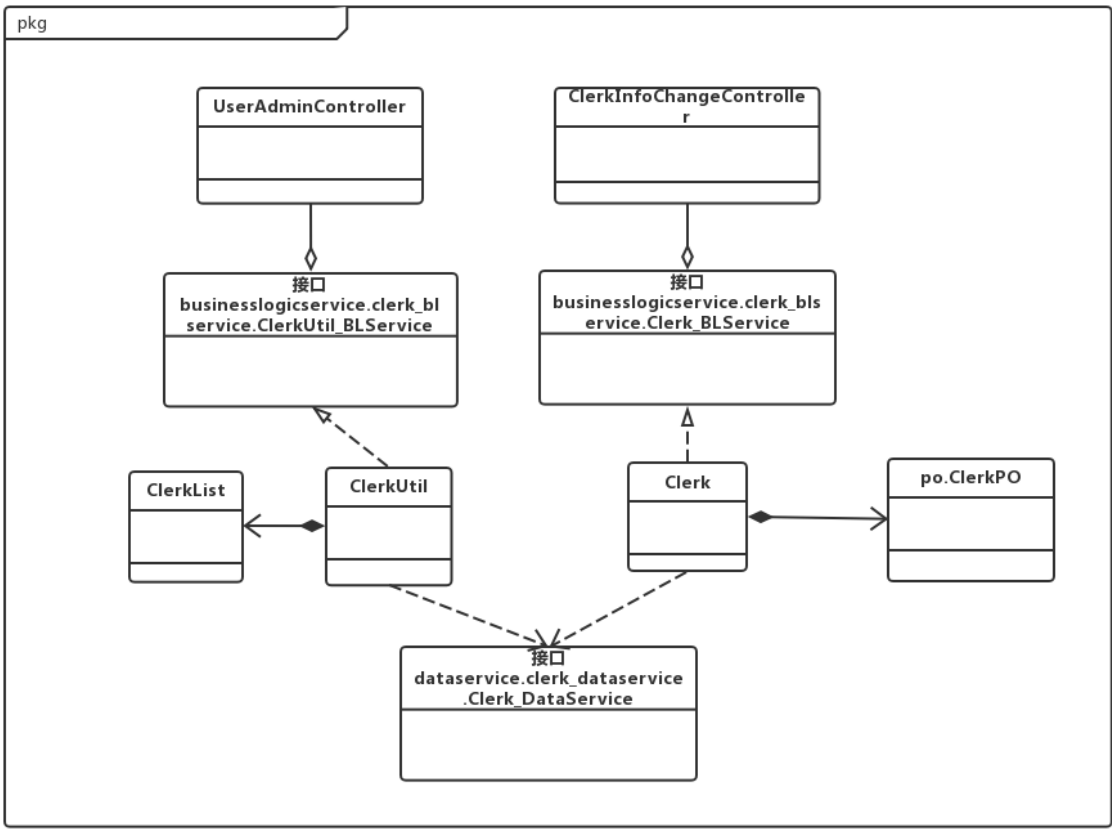 pkg
UserAdminController
ClerkInfoChangeControlle
r
接口
businesslogicservice.clerk_bl
service.ClerkUtil_BLService
接口
businesslogicservice.clerk_bls
ervice.Clerk_BLService
ClerkList
ClerkUtil
Clerk
po.ClerkPO
接口
dataservice.clerk_dataservice
.Clerk_DataService